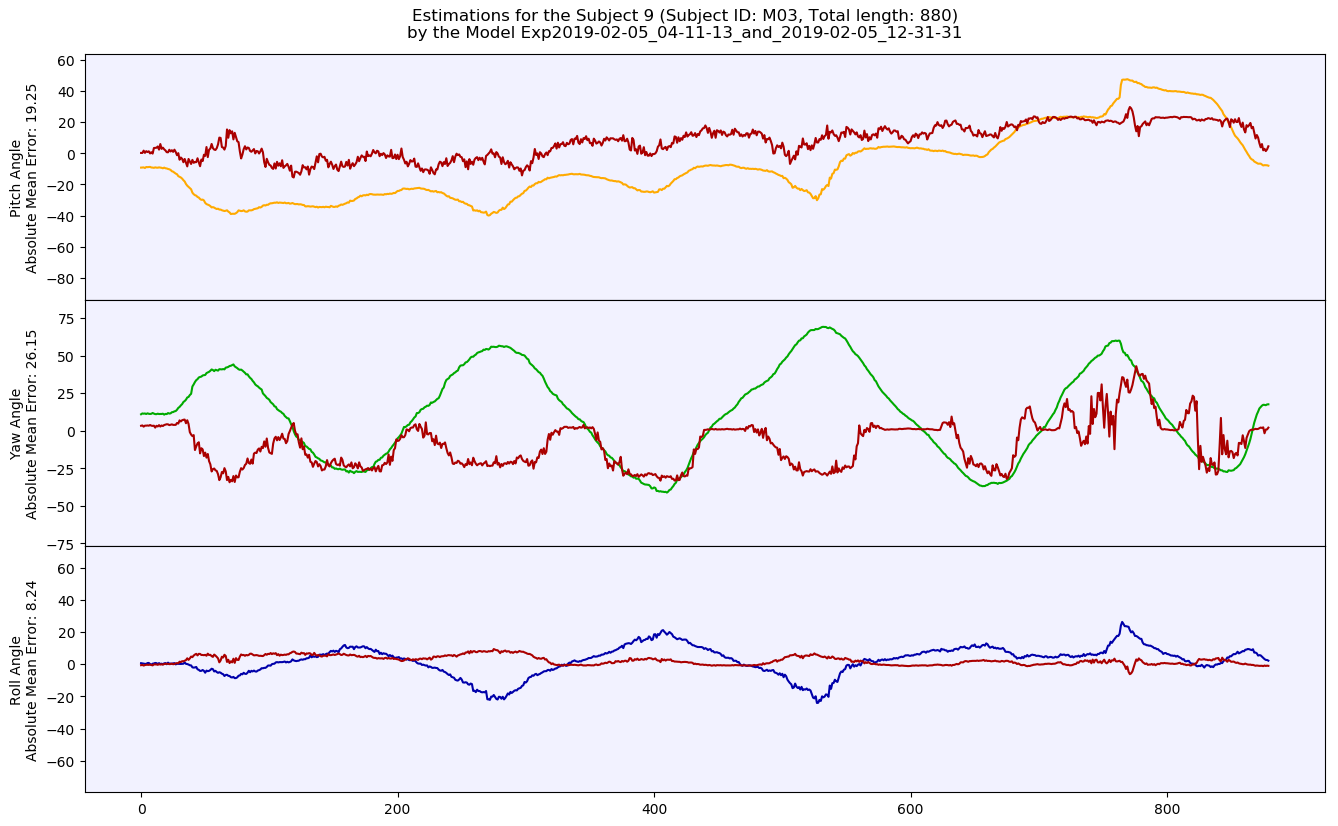 Estimations for the Subject 9 (Subject ID: M03, Total length: 880)
by the Model Exp2019-02-05_04-11-13_and_2019-02-05_12-31-31
Pitch Angle
Absolute Mean Error: 19.25
60
40
20
0
−20
−40
−60
−80
Yaw Angle
Absolute Mean Error: 26.15
75
50
25
0
−25
−50
−75
Roll Angle
Absolute Mean Error: 8.24
60
40
20
0
−20
−40
−60
0 200 400 600 800